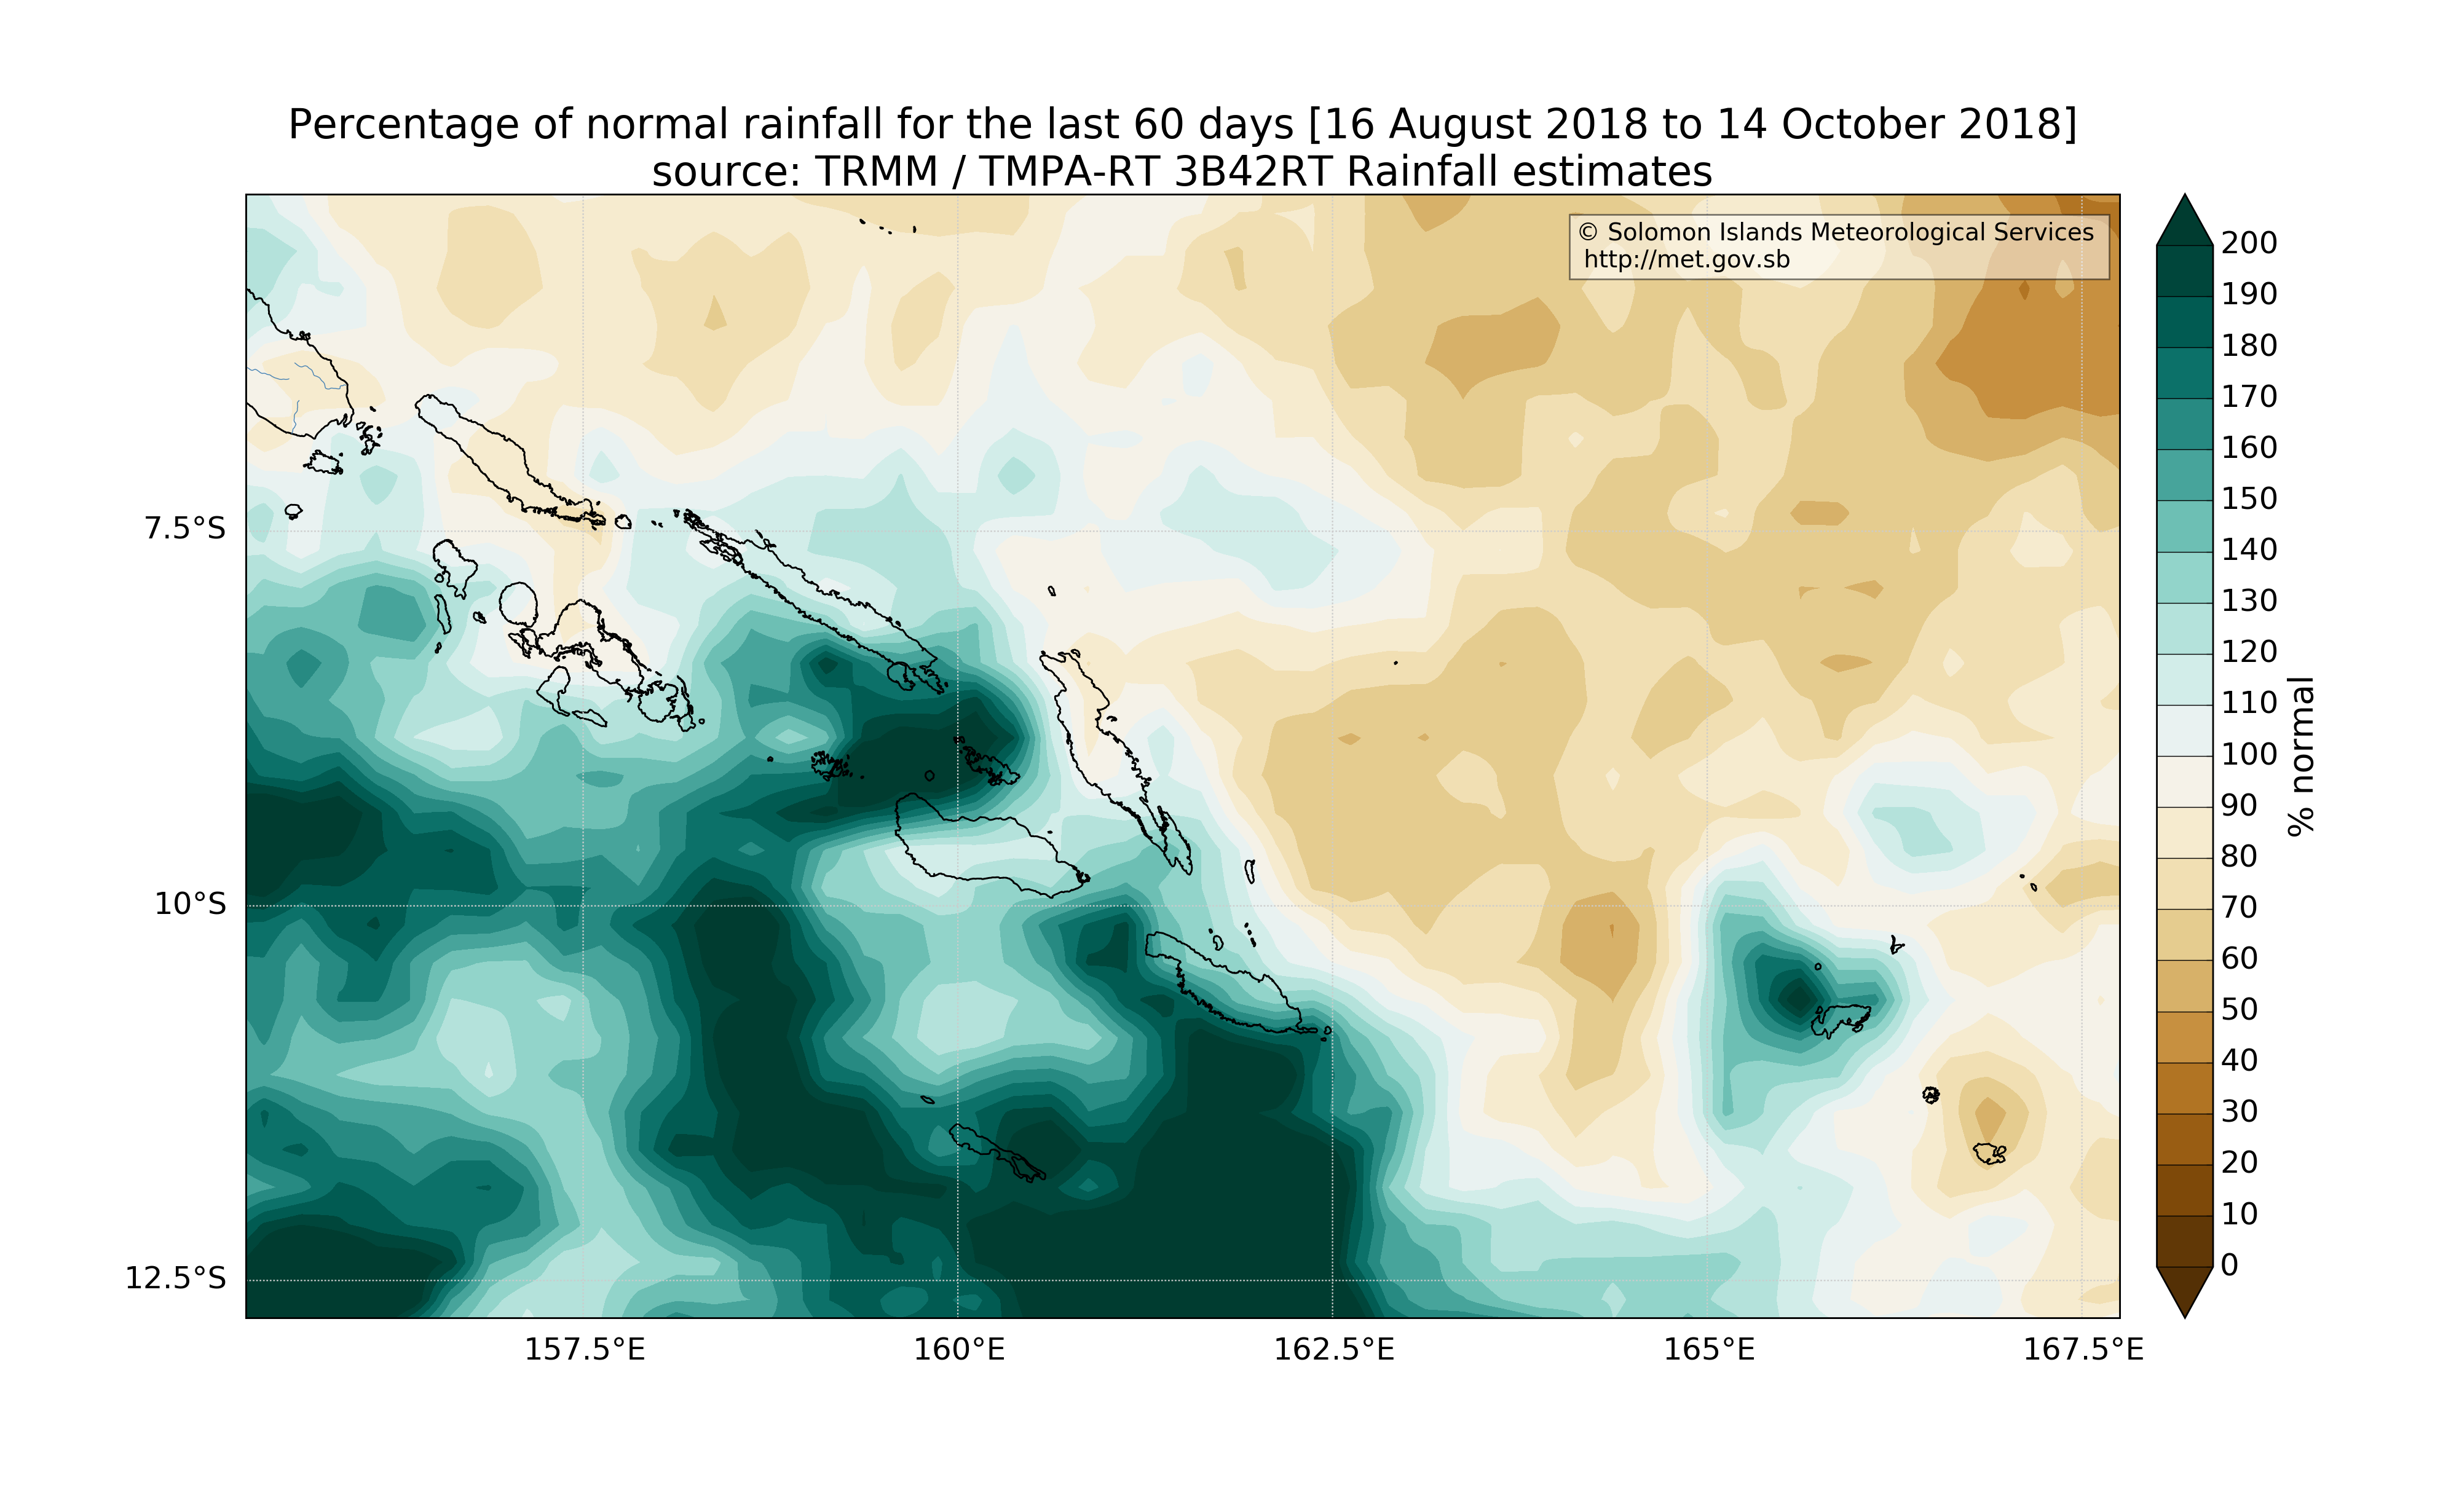 Percentage of normal rainfall for the last 60 days [16 August 2018 to 14 October 2018]
source: TRMM / TMPA-RT 3B42RT Rainfall estimates
© Solomon Islands Meteorological Services
http://met.gov.sb
7.5°S
10°S
12.5°S
157.5°E
160°E
162.5°E
165°E
167.5°E
200
190
180
170
160
150
140
130
120
110
100
90
80
70
60
50
40
30
20
10
0
% normal